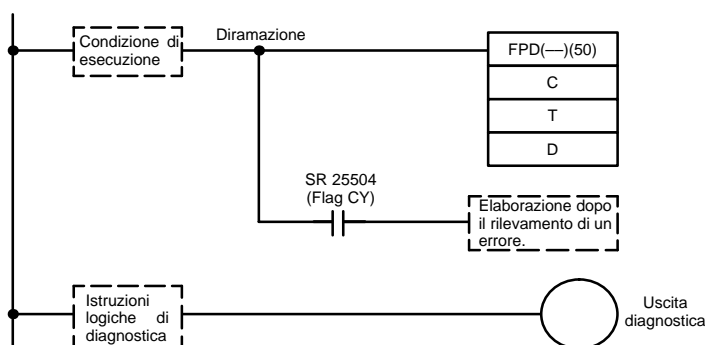 Condizione di
esecuzione
Diramazione
FPD(––)(50)
C
T
D
SR 25504
(Flag CY)
Elaborazione dopo
il rilevamento di un
errore.
Istruzioni
logiche di
diagnostica
Uscita
diagnostica